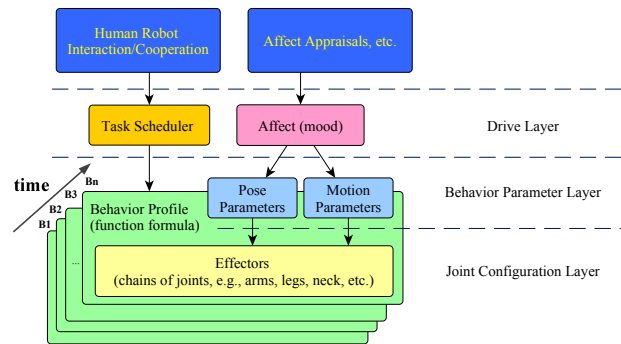 Human Robot
Interaction/Cooperation
Affect Appraisals, etc.
Task Scheduler
Affect (mood)
Drive Layer
time
Bn
B3
B2
B1
Pose
Parameters
Motion
Parameters
Behavior Parameter Layer
Behavior Profile
(function formula)
...
Effectors
(chains of joints, e.g., arms, legs, neck, etc.)
Joint Configuration Layer